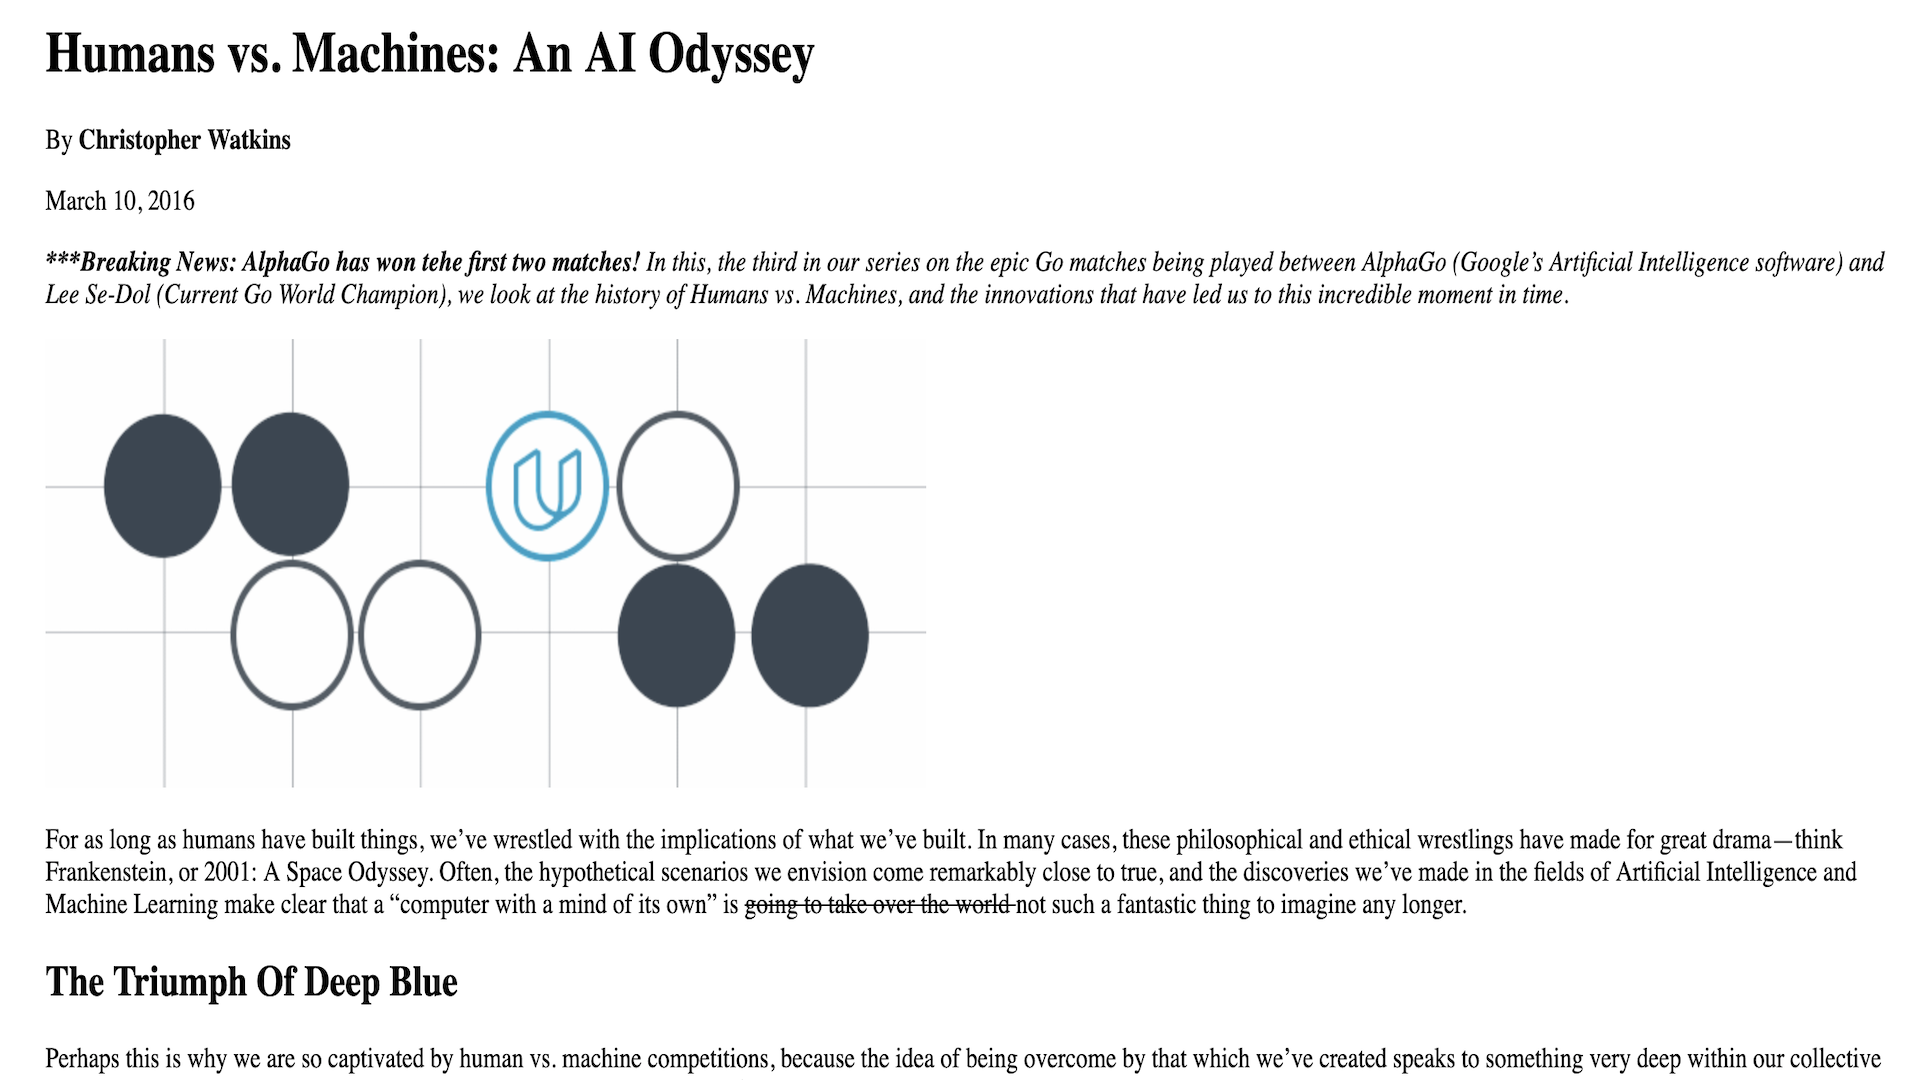 Humans vs. Machines: An AI Odyssey
By Christopher Watkins
March 10, 2016
***Breaking News: AlphaGo has won tehe first two matches! In this, the third in our series on the epic Go matches being played between AlphaGo (Google’s Artificial Intelligence software) and
Lee Se-Dol (Current Go World Champion), we look at the history of Humans vs. Machines, and the innovations that have led us to this incredible moment in time.
For as long as humans have built things, we’ve wrestled with the implications of what we’ve built. In many cases, these philosophical and ethical wrestlings have made for great drama—think
Frankenstein, or 2001: A Space Odyssey. Often, the hypothetical scenarios we envision come remarkably close to true, and the discoveries we’ve made in the fields of Artificial Intelligence and
Machine Learning make clear that a “computer with a mind of its own” is going to take over the world not such a fantastic thing to imagine any longer.
The Triumph Of Deep Blue
Perhaps this is why we are so captivated by human vs. machine competitions, because the idea of being overcome by that which we’ve created speaks to something very deep within our collective